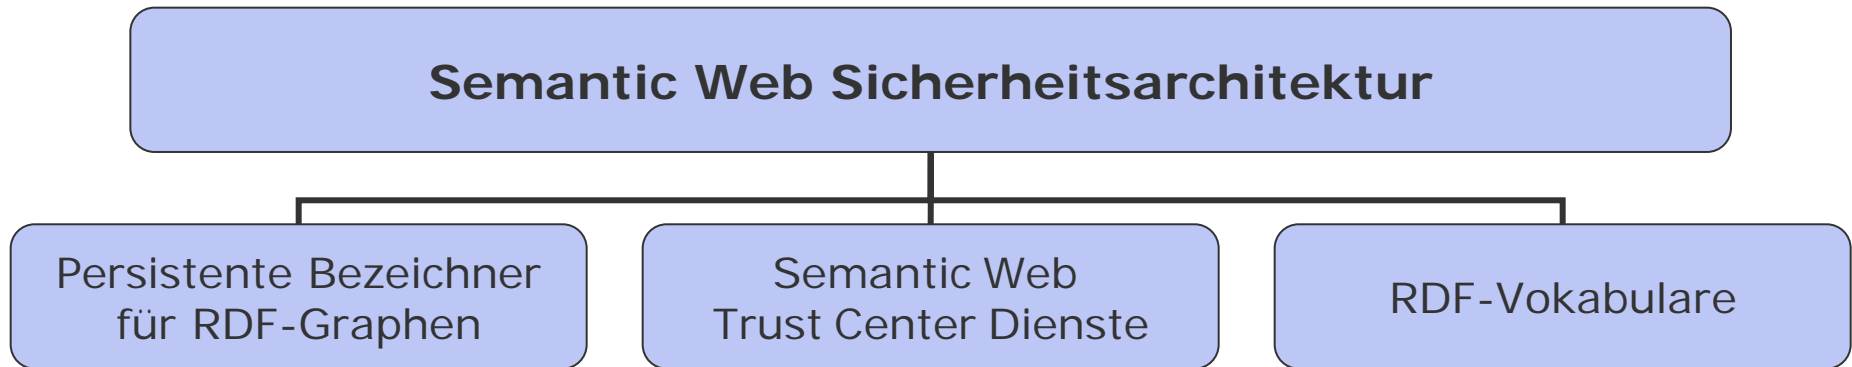 Semantic Web Sicherheitsarchitektur
Persistente Bezeichner
für RDF-Graphen
Semantic Web
Trust Center Dienste
RDF-Vokabulare